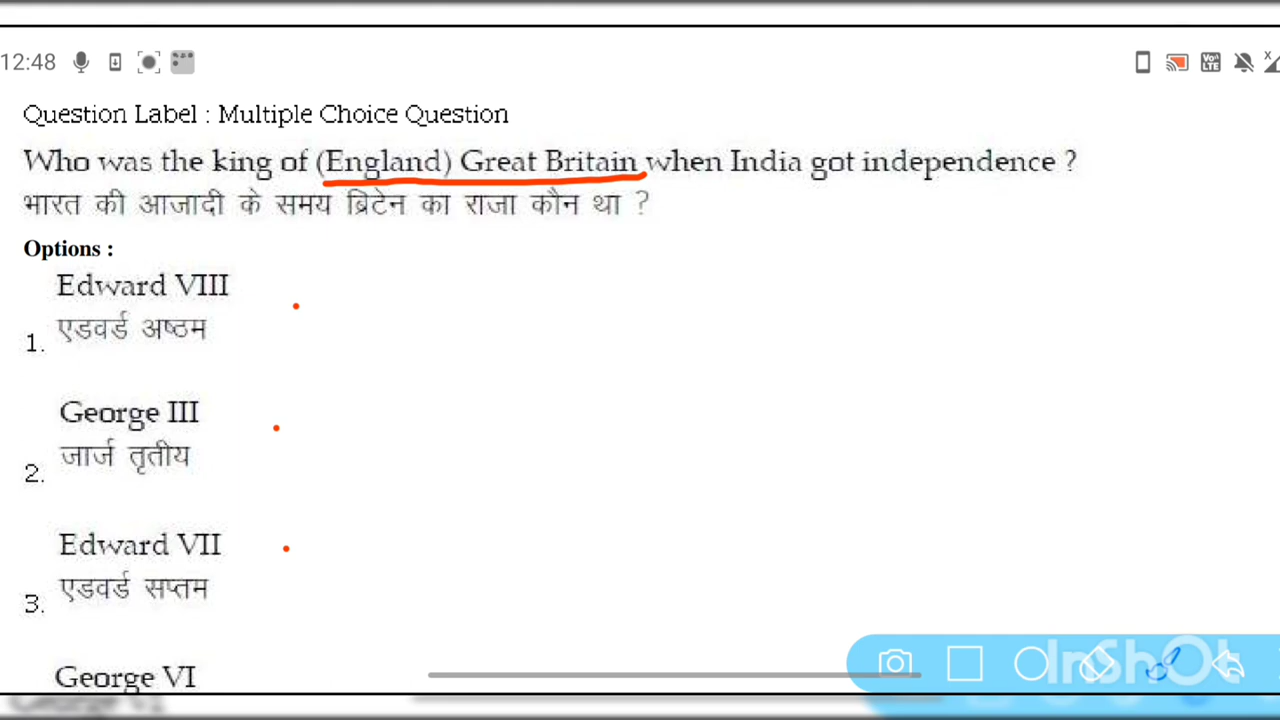 12:48
Question Label : Multiple Choice Question
Who was the king of (England) Great Britain when India got independence ?
भारत की आजादी के समय ब्रिटेन का राजा कौन था ?
Options :
Edward VIII
एडवर्ड अष्ठम
1.
George III
जार्ज तृतीय
2.
Edward VII
एडवर्ड सप्तम
3.
George VI
InShOt